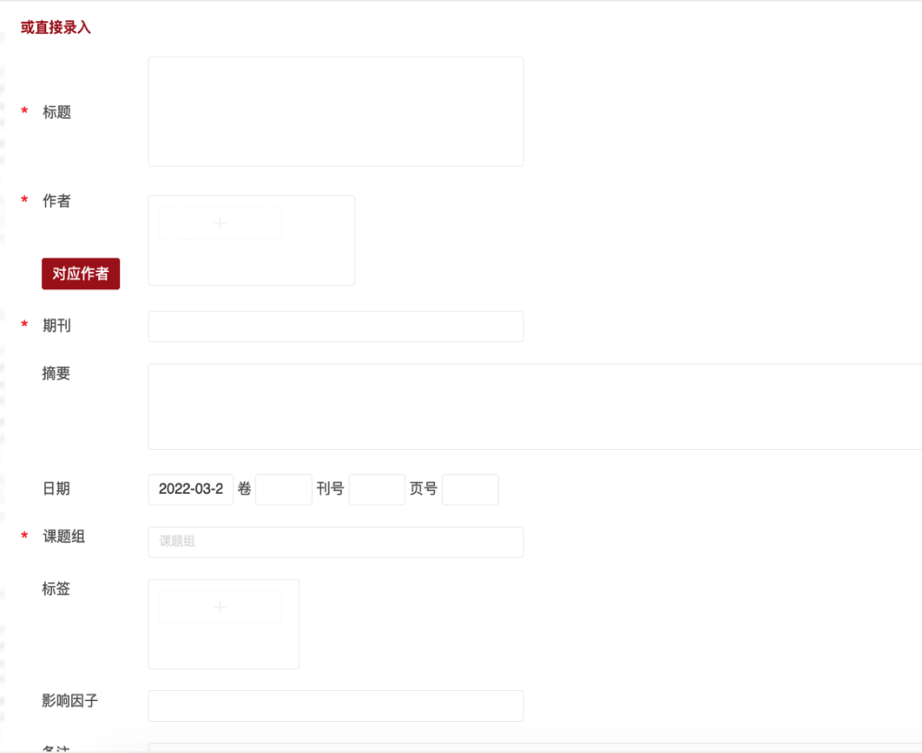 或直接录入
* 标题
* 作者
对应作者
* 期刊
摘要
日期 2022-03-2 卷 刊号 页号
* 课题组 课题组
标签
影响因子